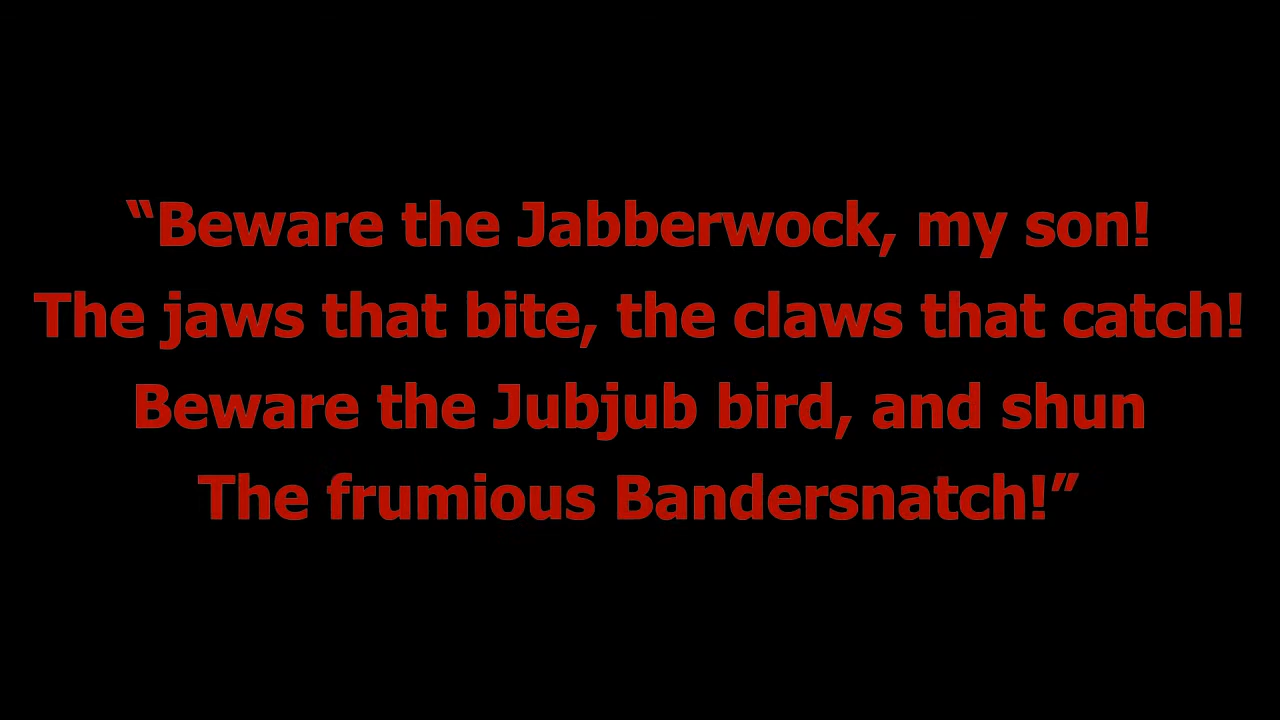 “Beware the Jabberwock, my son!
The jaws that bite, the claws that catch!
Beware the Jubjub bird, and shun
The frumious Bandersnatch!”